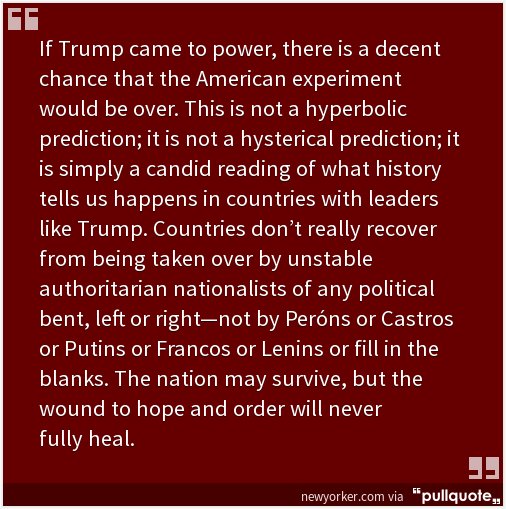 If Trump came to power, there is a decent
chance that the American experiment
would be over. This is not a hyperbolic
prediction; it is not a hysterical prediction; it
is simply a candid reading of what history
tells us happens in countries with leaders
like Trump. Countries don’t really recover
from being taken over by unstable
authoritarian nationalists of any political
bent, left or right—not by Peróns or Castros
or Putins or Francos or Lenins or fill in the
blanks. The nation may survive, but the
wound to hope and order will never
fully heal.
newyorker.com via “pullquote„